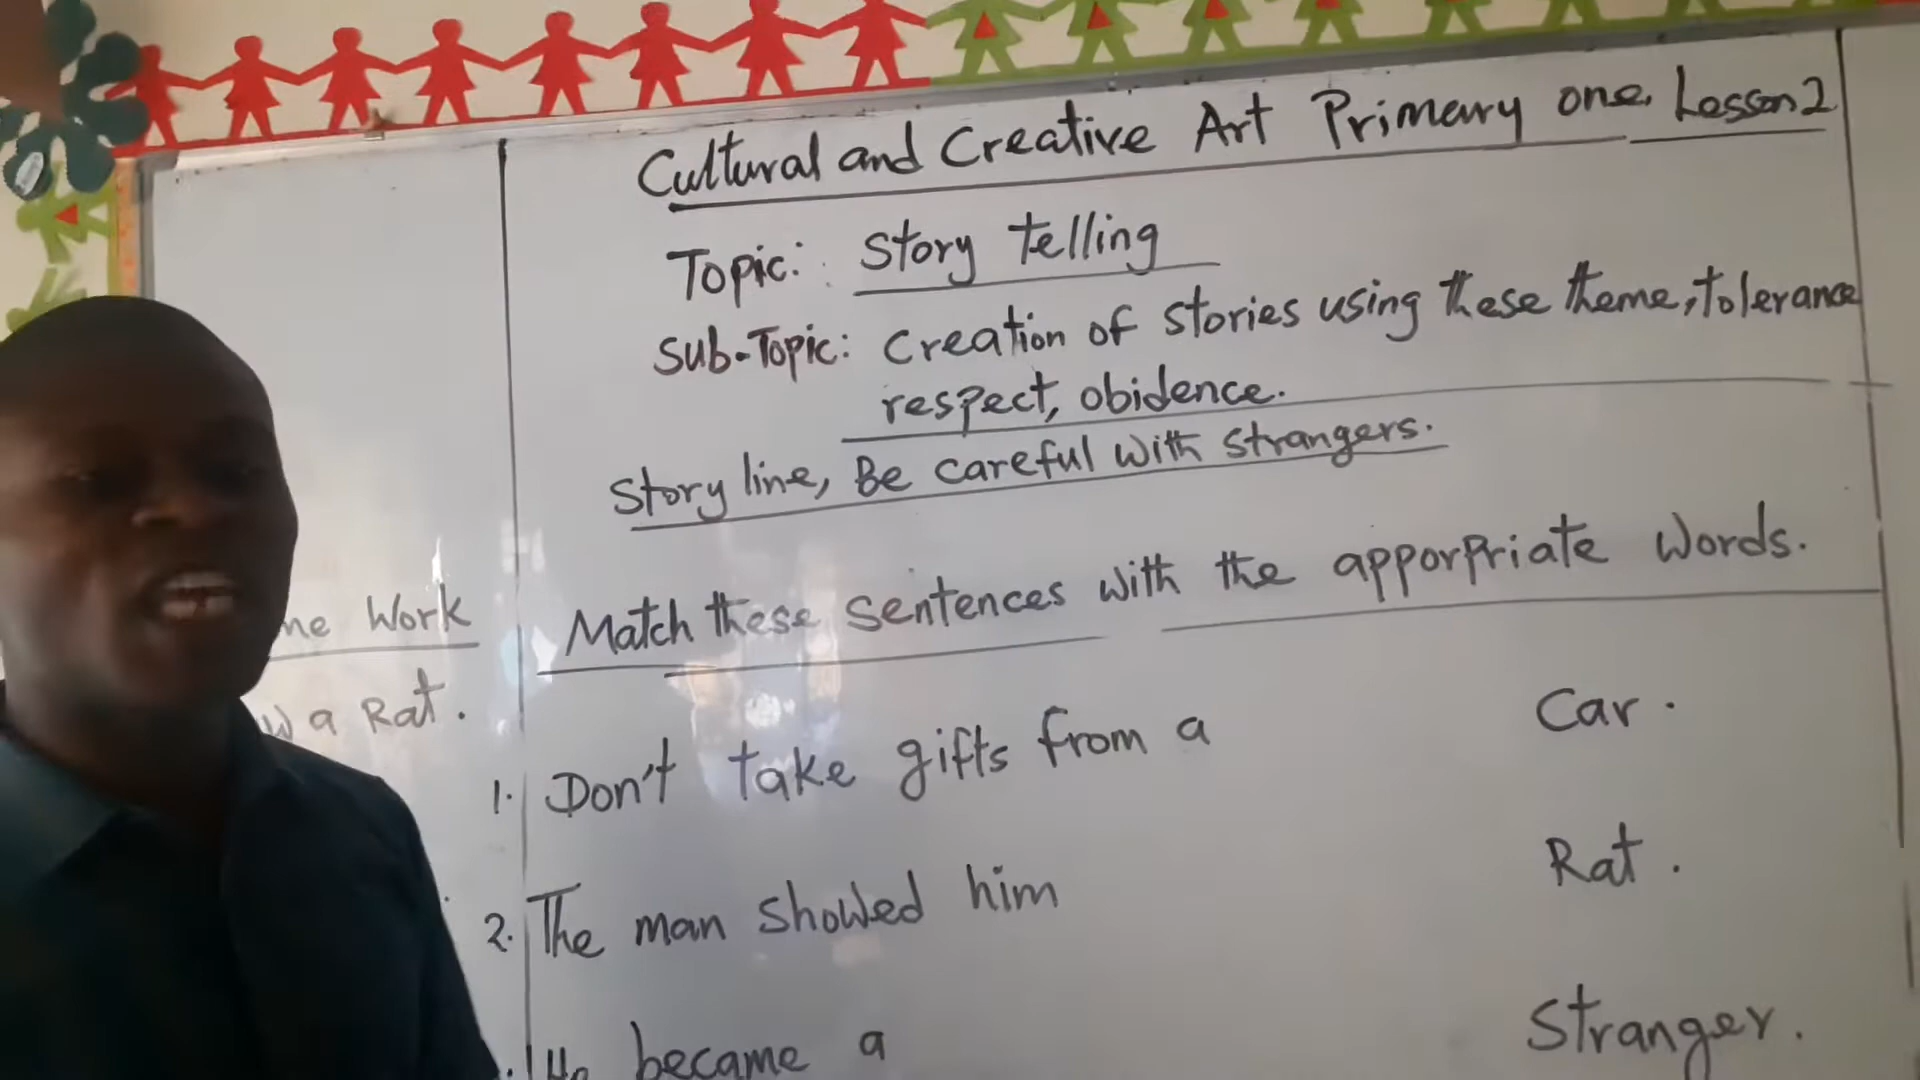 Cultural and Creative Art Primary one. Lesson 2
Topic: Story telling
Sub-Topic: Creation of stories using these theme, tolerance
respect, obidence.
Story line, Be careful with strangers.
Match these sentences with the apporpriate words.
1. Don't take gifts from a
Car.
2. The man showed him
Rat.
became a
Stranger.
Work
a Rat.